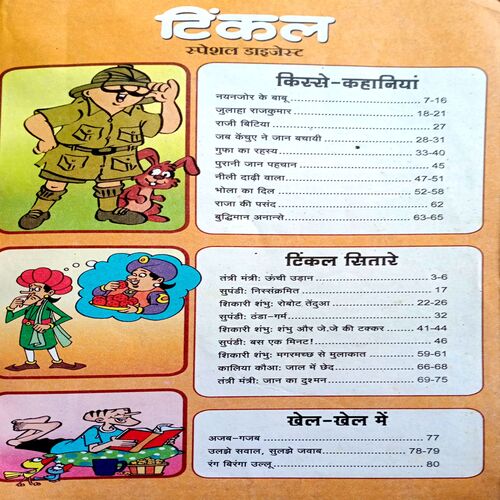 टिंकल
स्पेशल डाइजेस्ट
किस्से-कहानियां
नयनजोर के बाबू ........ 7-16
जुलाहा राजकुमार ........ 18-21
राजी बिटिया ........ 27
जब केंचुए ने जान बचायी ........ 28-31
गुफा का रहस्य ........ 33-40
पुरानी जान पहचान ........ 45
नीली दाढ़ी वाला ........ 47-51
भोला का दिल ........ 52-58
राजा की पसंद ........ 62
बुद्धिमान अनान्से ........ 63-65
टिंकल सितारे
तंत्री मंत्री: ऊंची उड़ान ........ 3-6
सुपंडी: निस्संक्रमित ........ 17
शिकारी शंभु: रोबोट तेंदुआ ........ 22-26
सुपंडी: ठंडा-गर्म ........ 32
शिकारी शंभु: शंभु और जे.जे की टक्कर ........ 41-44
सुपंडी: बस एक मिनट! ........ 46
शिकारी शंभु: मगरमच्छ से मुलाकात ........ 59-61
कालिया कौआ: जाल में छेद ........ 66-68
तंत्री मंत्री: जान का दुश्मन ........ 69-75
खेल-खेल में
अजब-गजब ........ 77
उलझे सवाल, सुलझे जवाब ........ 78-79
रंग बिरंगा उल्लू ........ 80